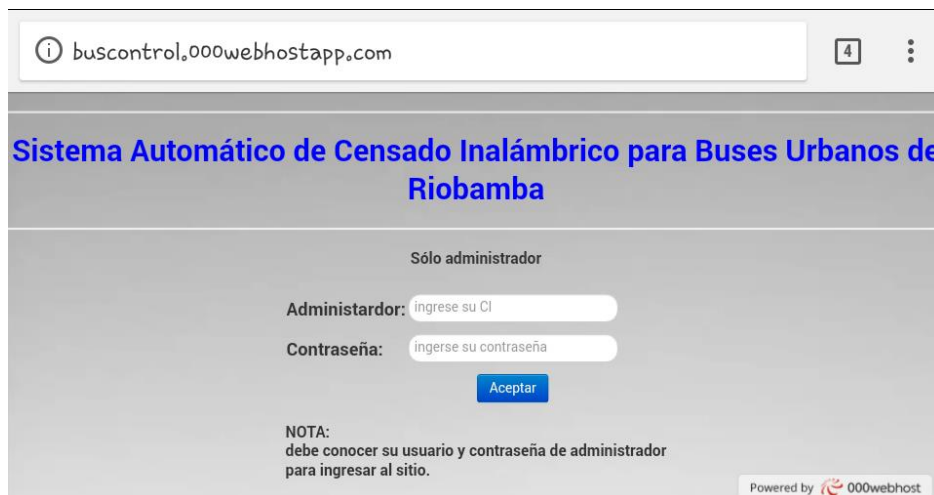 buscontrol.000webhostapp.com
4
Sistema Automático de Censado Inalámbrico para Buses Urbanos de
Riobamba
Sólo administrador
Administardor: ingrese su CI
Contraseña: ingerse su contraseña
Aceptar
NOTA:
debe conocer su usuario y contraseña de administrador
para ingresar al sitio.
Powered by 000webhost